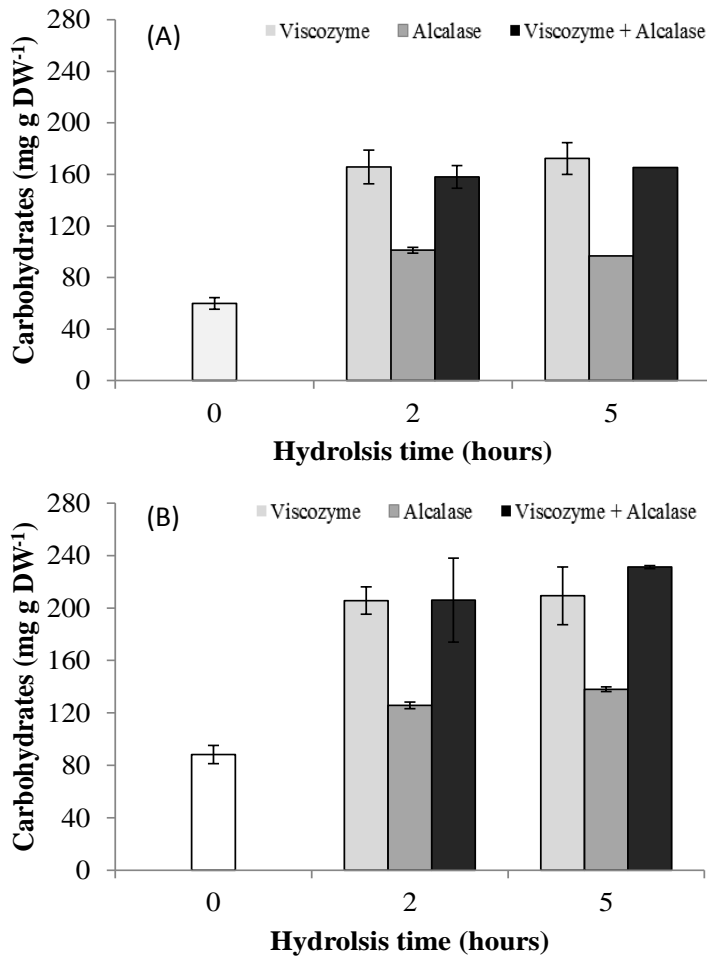 280
(A)
Viscozyme Alcalase Viscozyme + Alcalase
240
200
160
120
80
40
0
Carbohydrates (mg g DW⁻¹)
0 2 5
Hydrolsis time (hours)
280
(B)
Viscozyme Alcalase Viscozyme + Alcalase
240
200
160
120
80
40
0
Carbohydrates (mg g DW⁻¹)
0 2 5
Hydrolsis time (hours)